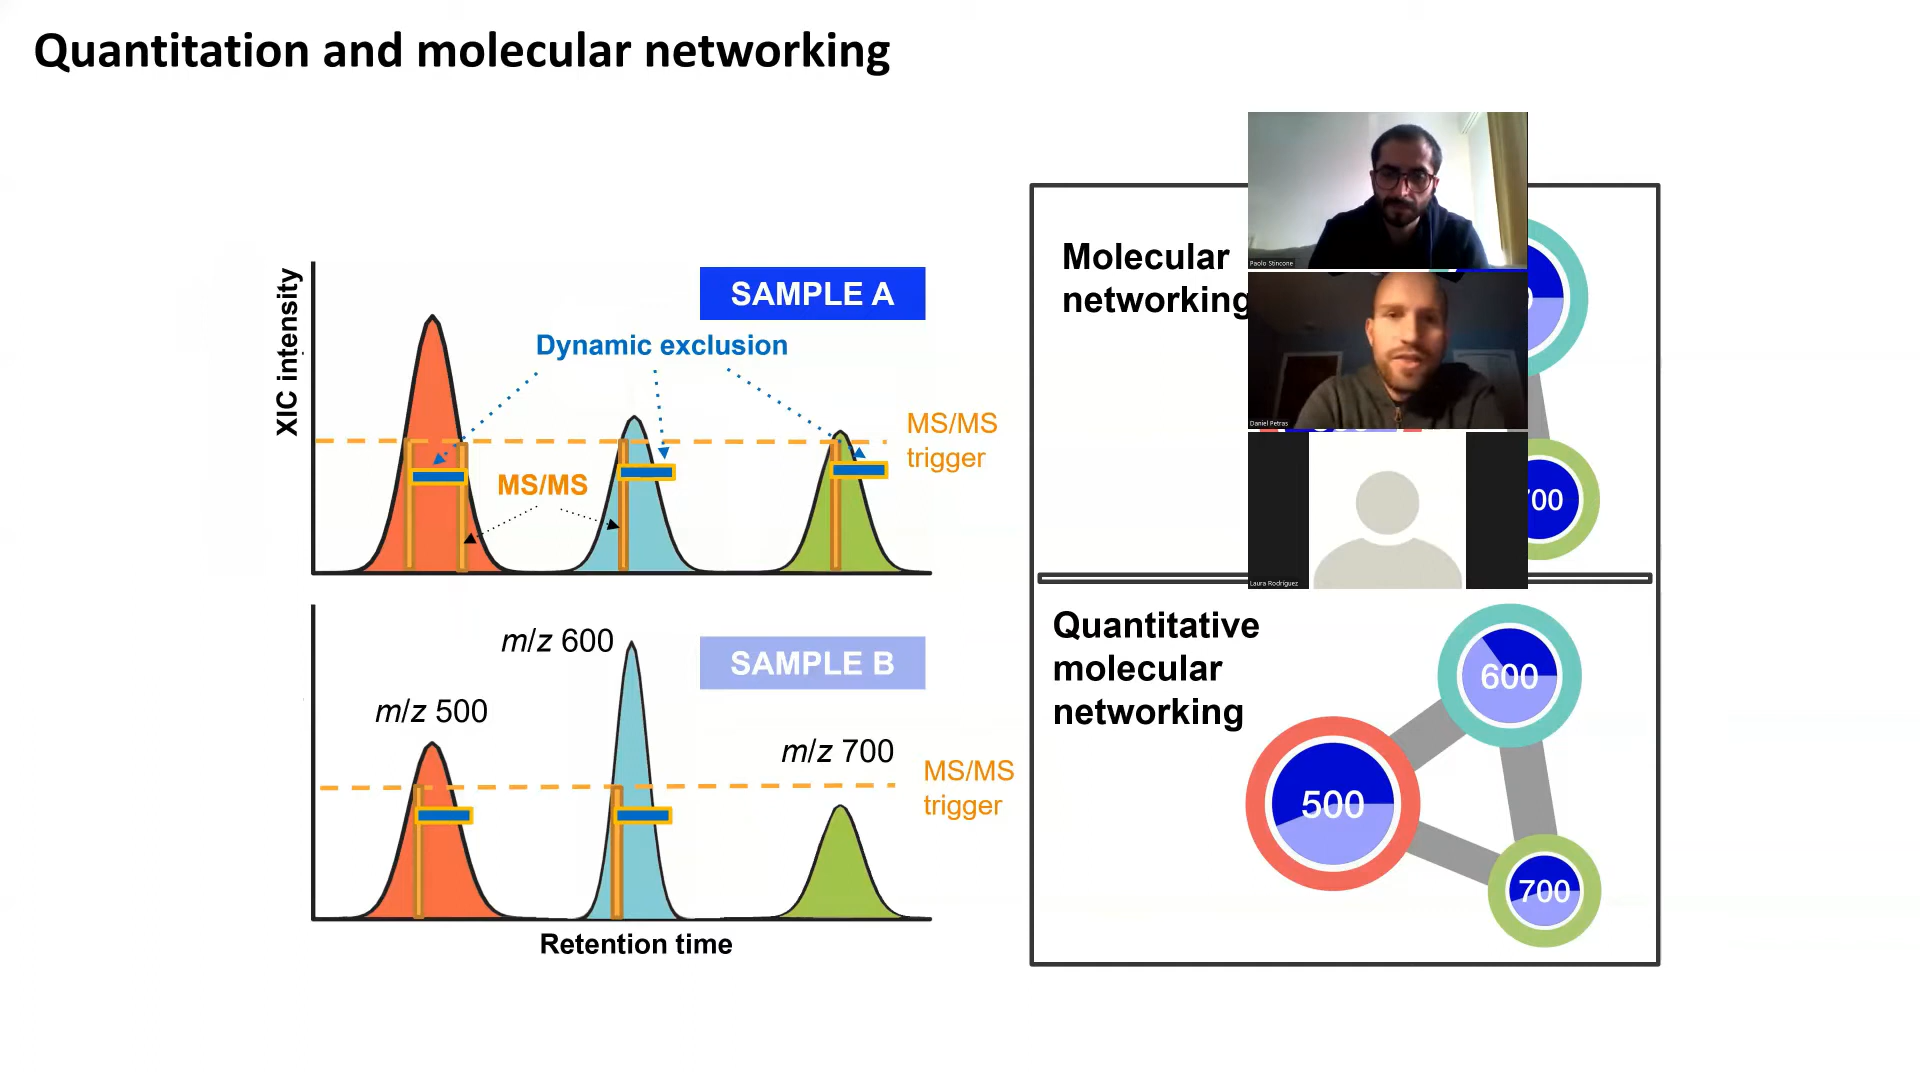 Quantitation and molecular networking
XIC intensity
SAMPLE A
Dynamic exclusion
MS/MS
trigger
MS/MS
SAMPLE B
m/z 600
m/z 500
m/z 700
MS/MS
trigger
Retention time
Molecular
networking
Paolo Stincone
Daniel Petras
Laura Rodriguez
700
Quantitative
molecular
networking
600
500
700